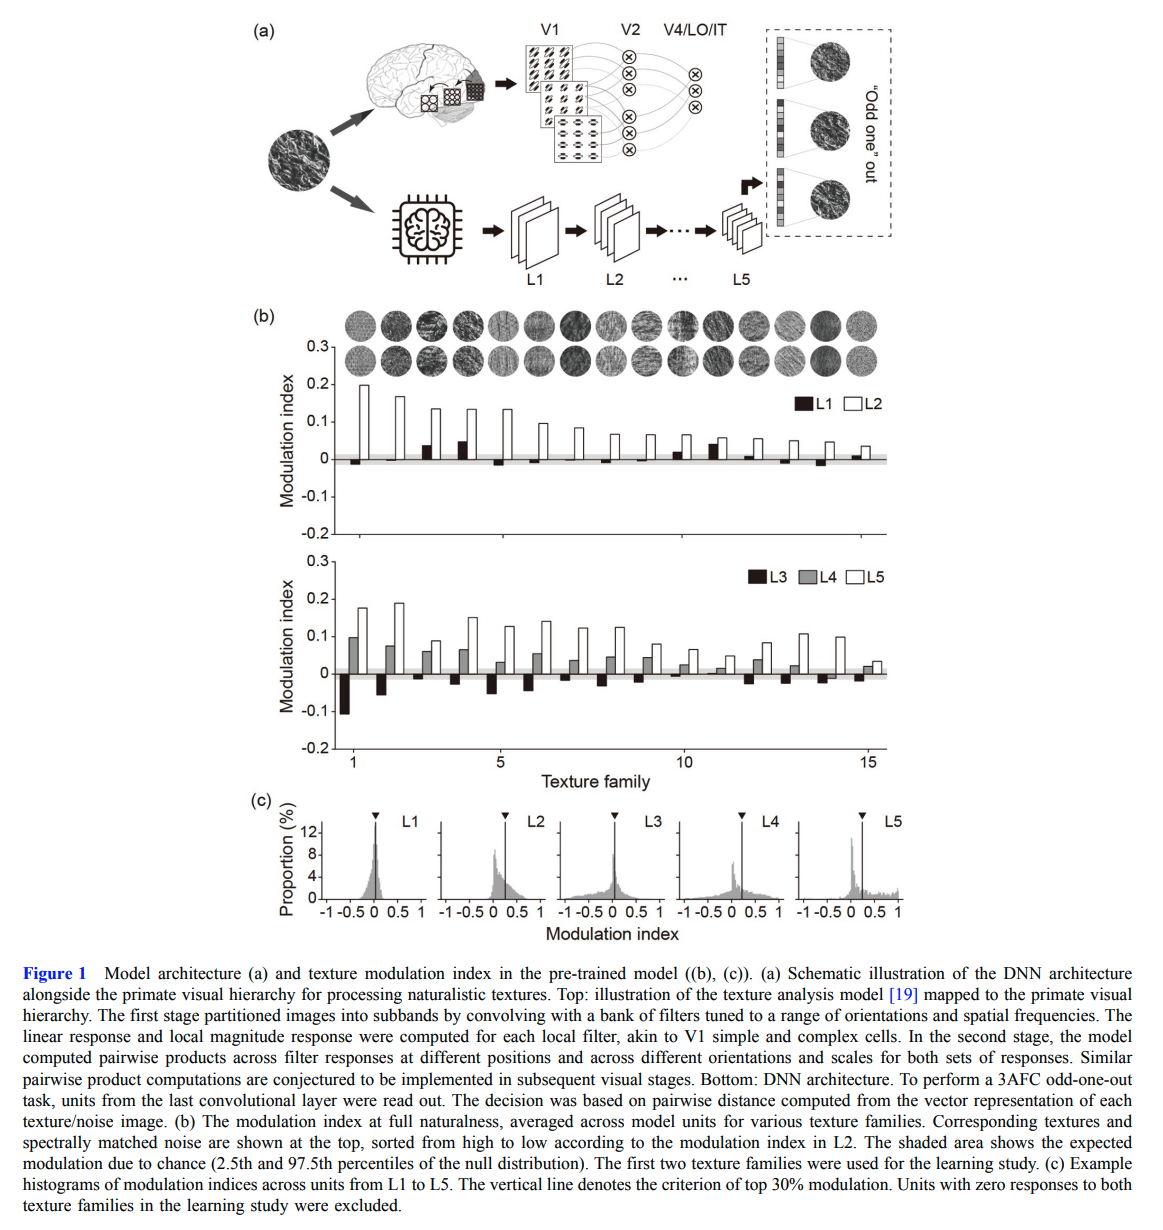 (a)
V1 V2 V4/LO/IT
"Odd one" out
L1 L2 ... L5
(b)
0.3
0.2
0.1
0
-0.1
-0.2
Modulation index
L1 L2
0.3
0.2
0.1
0
-0.1
-0.2
Modulation index
L3 L4 L5
1 5 10 15
Texture family
(c)
Proportion (%)
12
8
4
0
L1 L2 L3 L4 L5
-1 -0.5 0 0.5 1 -1 -0.5 0 0.5 1 -1 -0.5 0 0.5 1 -1 -0.5 0 0.5 1 -1 -0.5 0 0.5 1
Modulation index
Figure 1 Model architecture (a) and texture modulation index in the pre-trained model ((b), (c)). (a) Schematic illustration of the DNN architecture
alongside the primate visual hierarchy for processing naturalistic textures. Top: illustration of the texture analysis model [19] mapped to the primate visual
hierarchy. The first stage partitioned images into subbands by convolving with a bank of filters tuned to a range of orientations and spatial frequencies. The
linear response and local magnitude response were computed for each local filter, akin to V1 simple and complex cells. In the second stage, the model
computed pairwise products across filter responses at different positions and across different orientations and scales for both sets of responses. Similar
pairwise product computations are conjectured to be implemented in subsequent visual stages. Bottom: DNN architecture. To perform a 3AFC odd-one-out
task, units from the last convolutional layer were read out. The decision was based on pairwise distance computed from the vector representation of each
texture/noise image. (b) The modulation index at full naturalness, averaged across model units for various texture families. Corresponding textures and
spectrally matched noise are shown at the top, sorted from high to low according to the modulation index in L2. The shaded area shows the expected
modulation due to chance (2.5th and 97.5th percentiles of the null distribution). The first two texture families were used for the learning study. (c) Example
histograms of modulation indices across units from L1 to L5. The vertical line denotes the criterion of top 30% modulation. Units with zero responses to both
texture families in the learning study were excluded.